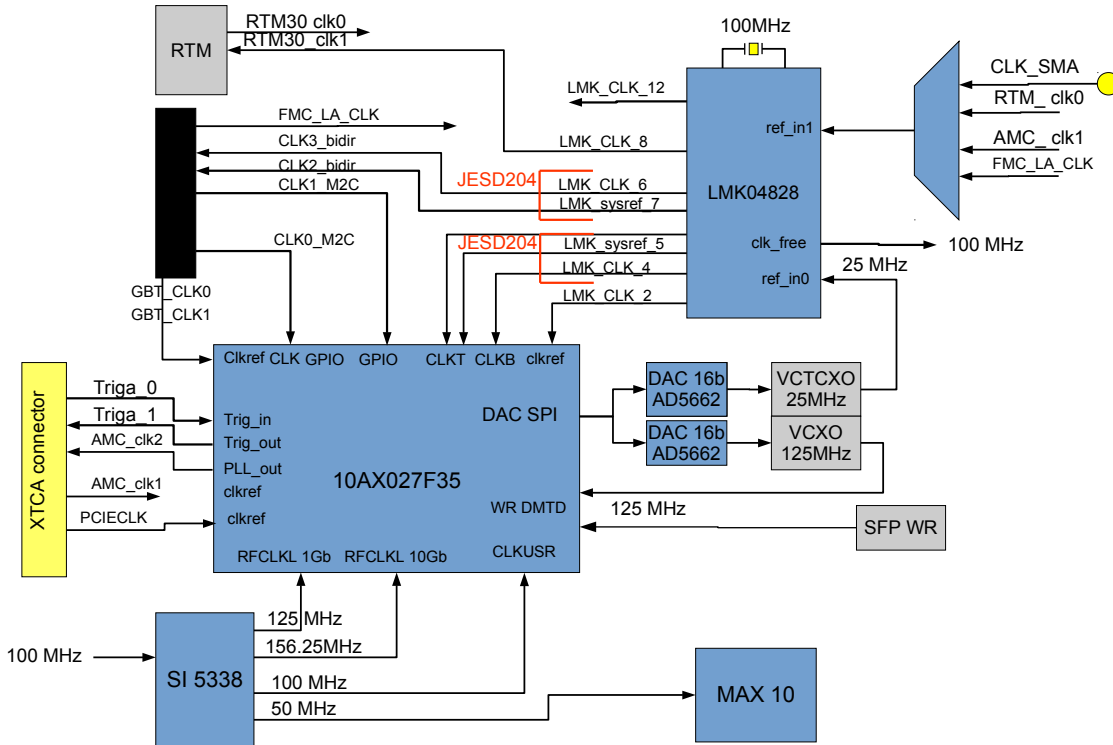 RTM30 clk0
RTM30_clk1
RTM
100MHz
CLK_SMA
RTM_ clk0
AMC_ clk1
FMC_LA_CLK
LMK_CLK_12
ref_in1
LMK_CLK_8
FMC_LA_CLK
CLK3_bidir
CLK2_bidir
CLK1_M2C
JESD204
LMK_CLK_6
LMK_sysref_7
LMK04828
CLK0_M2C
JESD204
LMK_sysref_5
LMK_CLK_4
LMK_CLK_2
clk_free
100 MHz
25 MHz
ref_in0
GBT_CLK0
GBT_CLK1
Clkref
CLK
GPIO
GPIO
CLKT
CLKB
clkref
XTCA connector
Triga_0
Triga_1
AMC_clk2
AMC_clk1
PCIECLK
Trig_in
Trig_out
PLL_out
clkref
clkref
10AX027F35
DAC SPI
DAC 16b
AD5662
VCTCXO
25MHz
DAC 16b
AD5662
VCXO
125MHz
WR DMTD
125 MHz
SFP WR
RFCLKL 1Gb
RFCLKL 10Gb
CLKUSR
100 MHz
SI 5338
125 MHz
156.25MHz
100 MHz
50 MHz
MAX 10